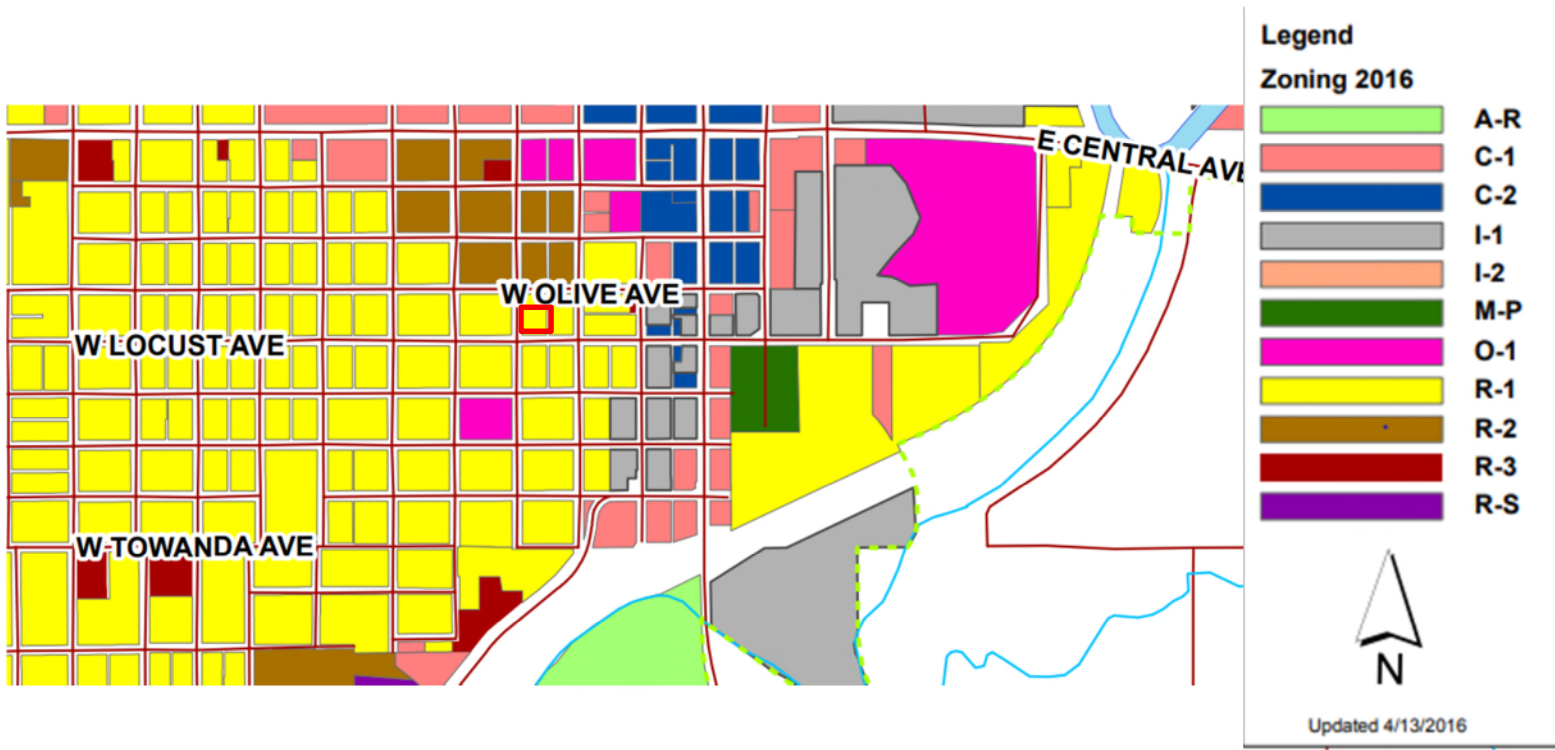 Legend
Zoning 2016
A-R
C-1
C-2
I-1
I-2
M-P
O-1
R-1
R-2
R-3
R-S
N
Updated 4/13/2016
E CENTRAL AVE
W OLIVE AVE
W LOCUST AVE
W TOWANDA AVE